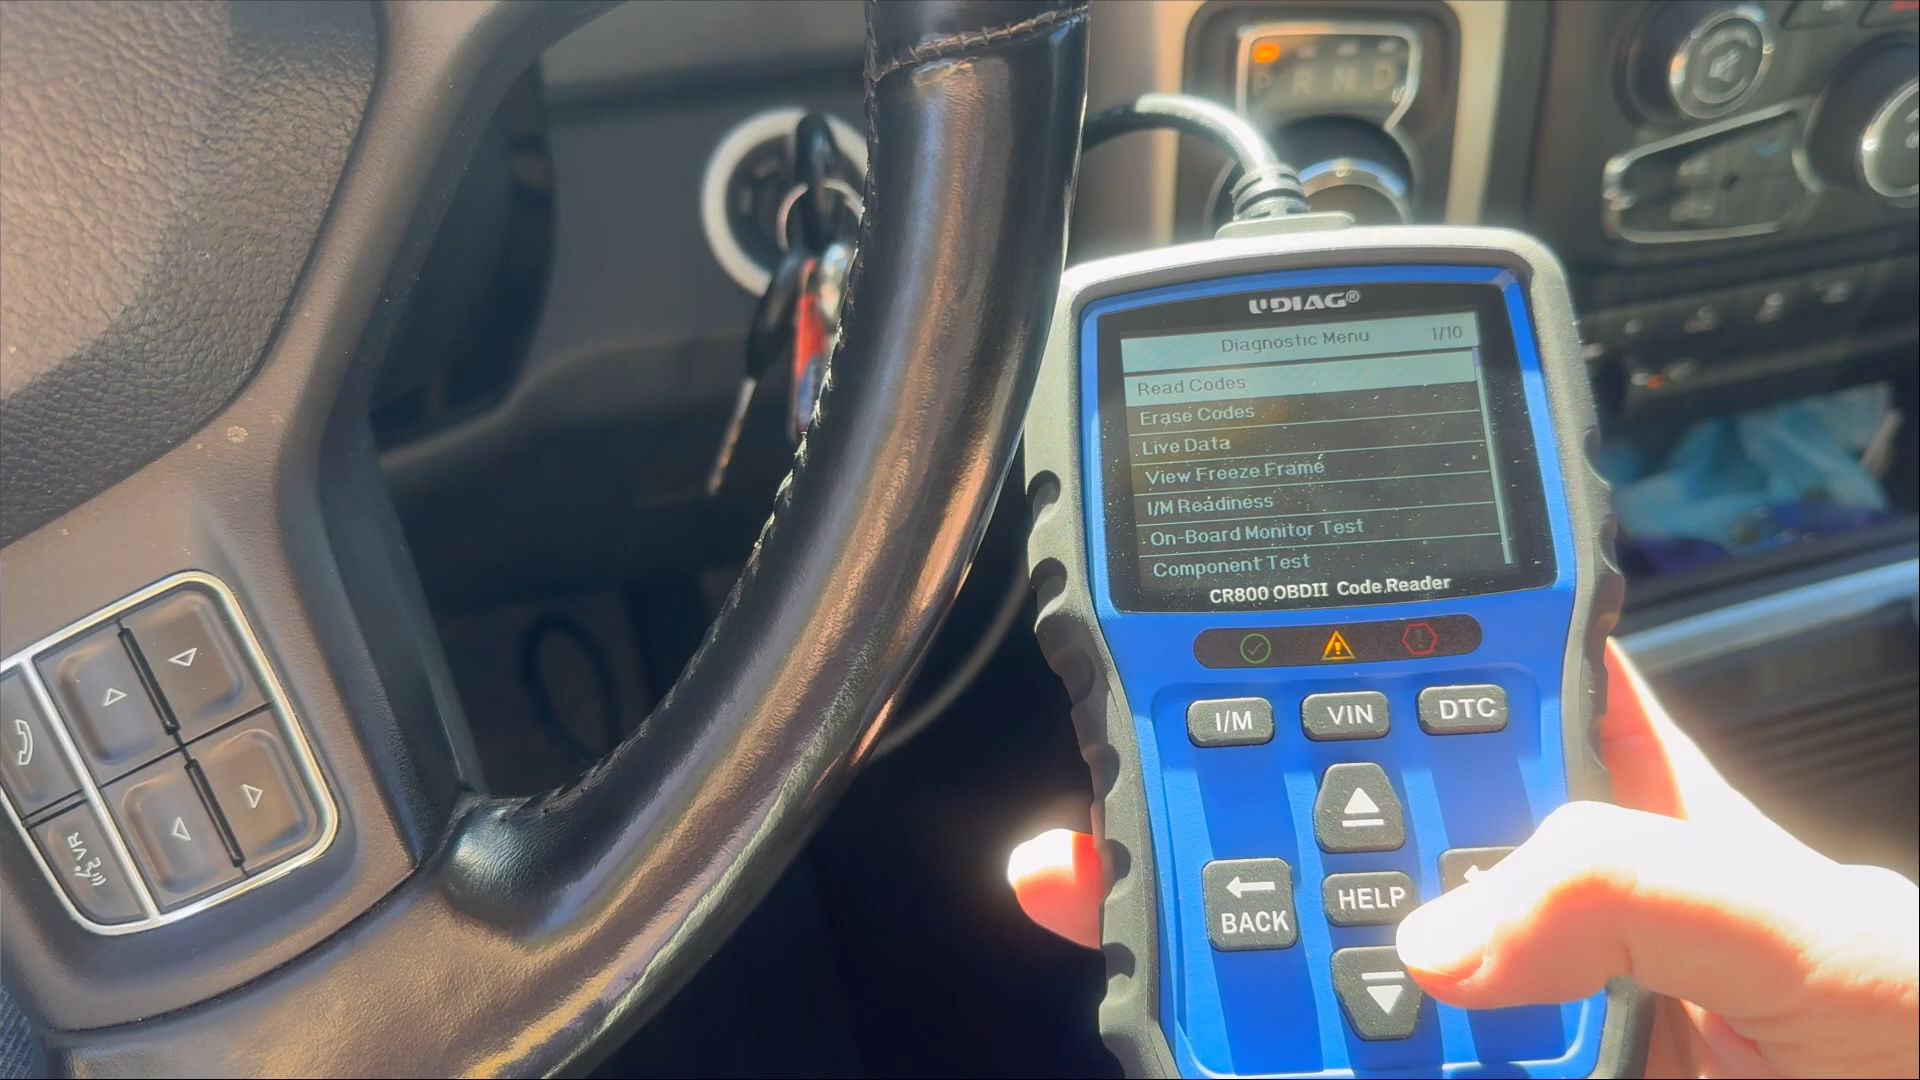 P R N D
UDIAG®
Diagnostic Menu 1/10
Read Codes
Erase Codes
Live Data
View Freeze Frame
I/M Readiness
On-Board Monitor Test
Component Test
CR800 OBDII Code Reader
I/M VIN DTC
BACK
HELP
VR